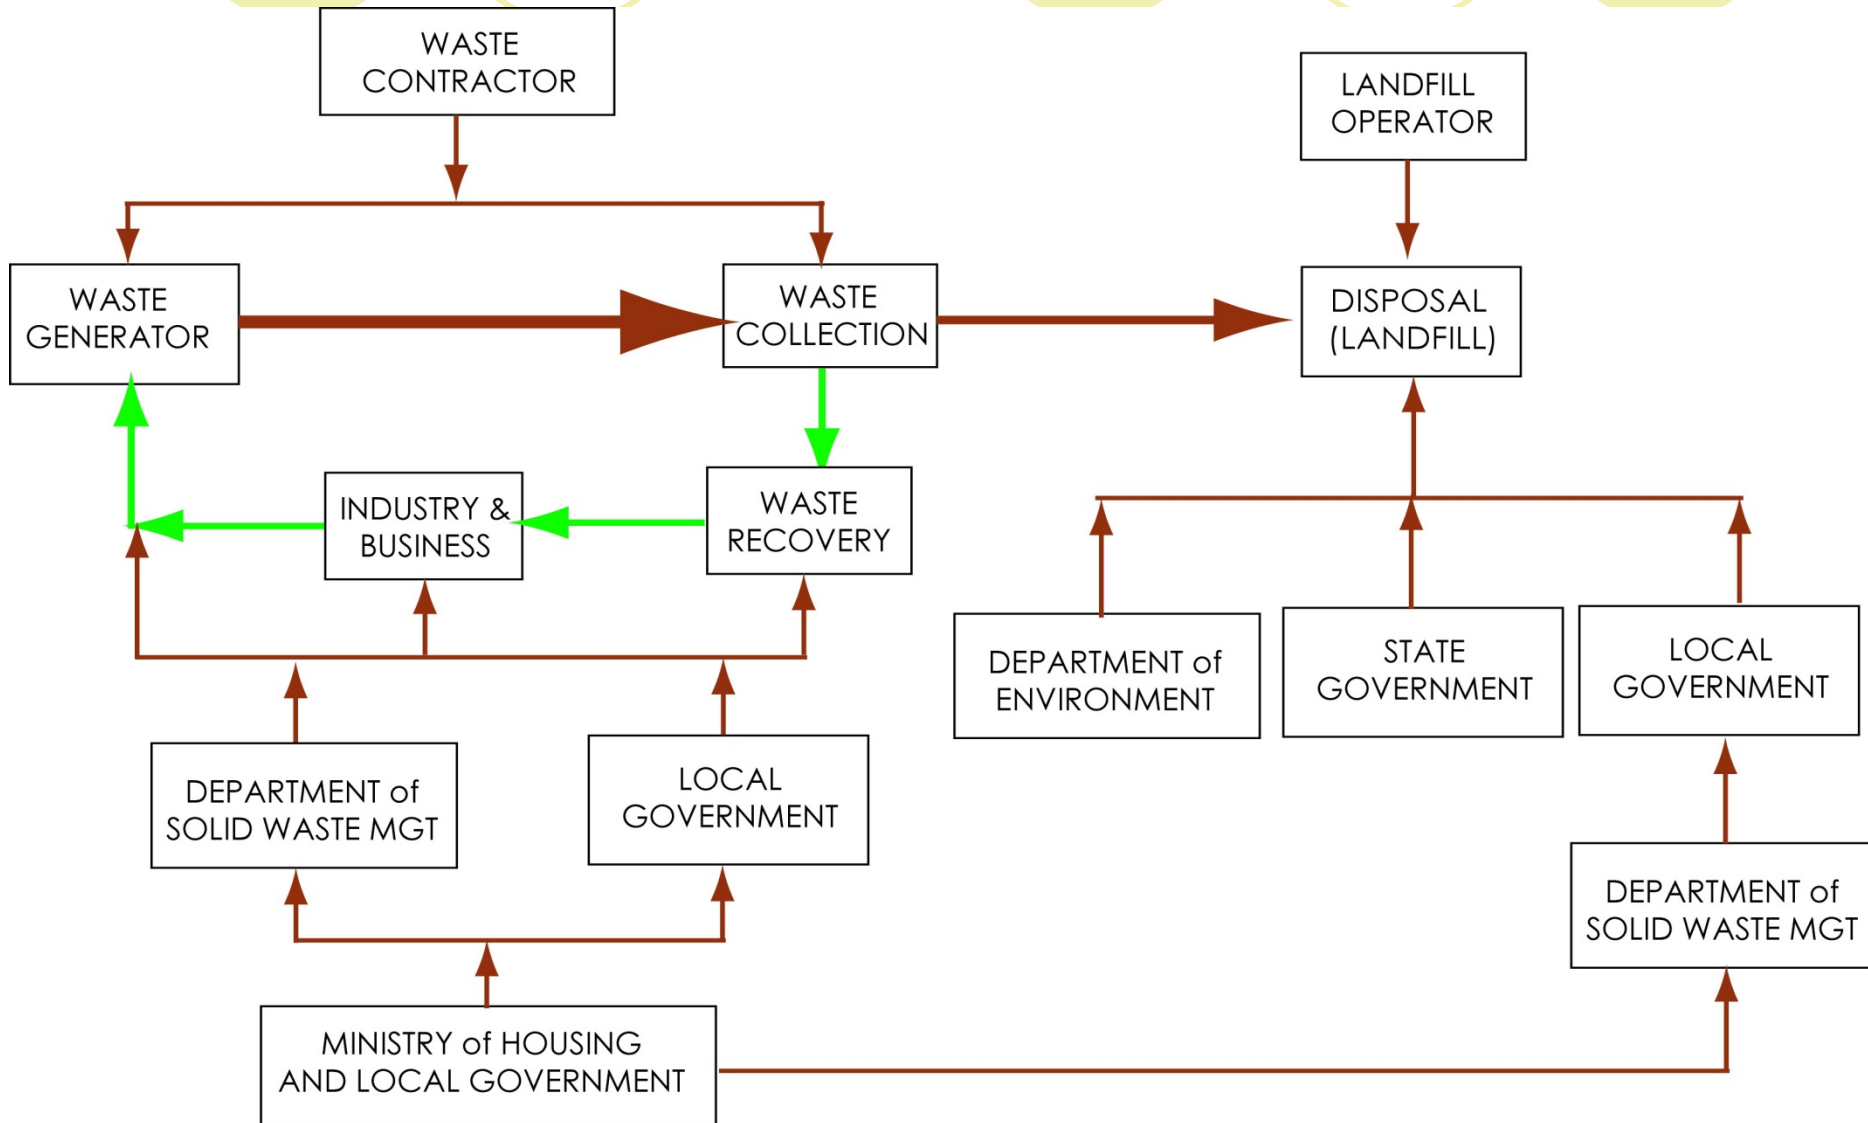 WASTE
CONTRACTOR
LANDFILL
OPERATOR
WASTE
GENERATOR
WASTE
COLLECTION
DISPOSAL
(LANDFILL)
INDUSTRY &
BUSINESS
WASTE
RECOVERY
DEPARTMENT of
ENVIRONMENT
STATE
GOVERNMENT
LOCAL
GOVERNMENT
DEPARTMENT of
SOLID WASTE MGT
LOCAL
GOVERNMENT
DEPARTMENT of
SOLID WASTE MGT
MINISTRY of HOUSING
AND LOCAL GOVERNMENT